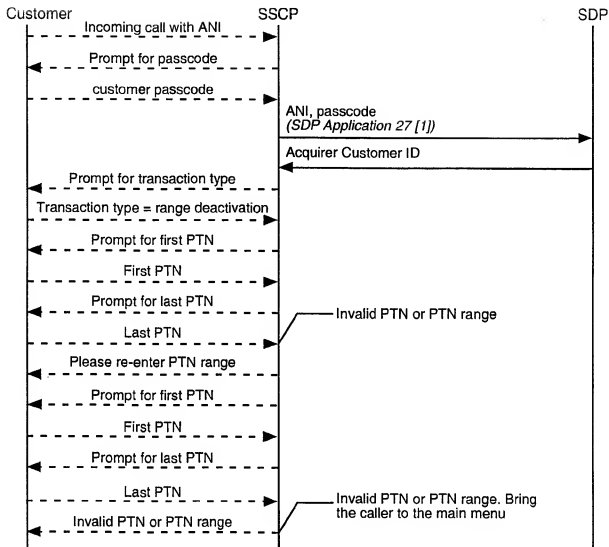 Customer SSCP SDP
Incoming call with ANI
Prompt for passcode
customer passcode
ANI, passcode
(SDP Application 27 [1])
Acquirer Customer ID
Prompt for transaction type
Transaction type = range deactivation
Prompt for first PTN
First PTN
Prompt for last PTN
Invalid PTN or PTN range
Last PTN
Please re-enter PTN range
Prompt for first PTN
First PTN
Prompt for last PTN
Last PTN
Invalid PTN or PTN range. Bring
the caller to the main menu
Invalid PTN or PTN range